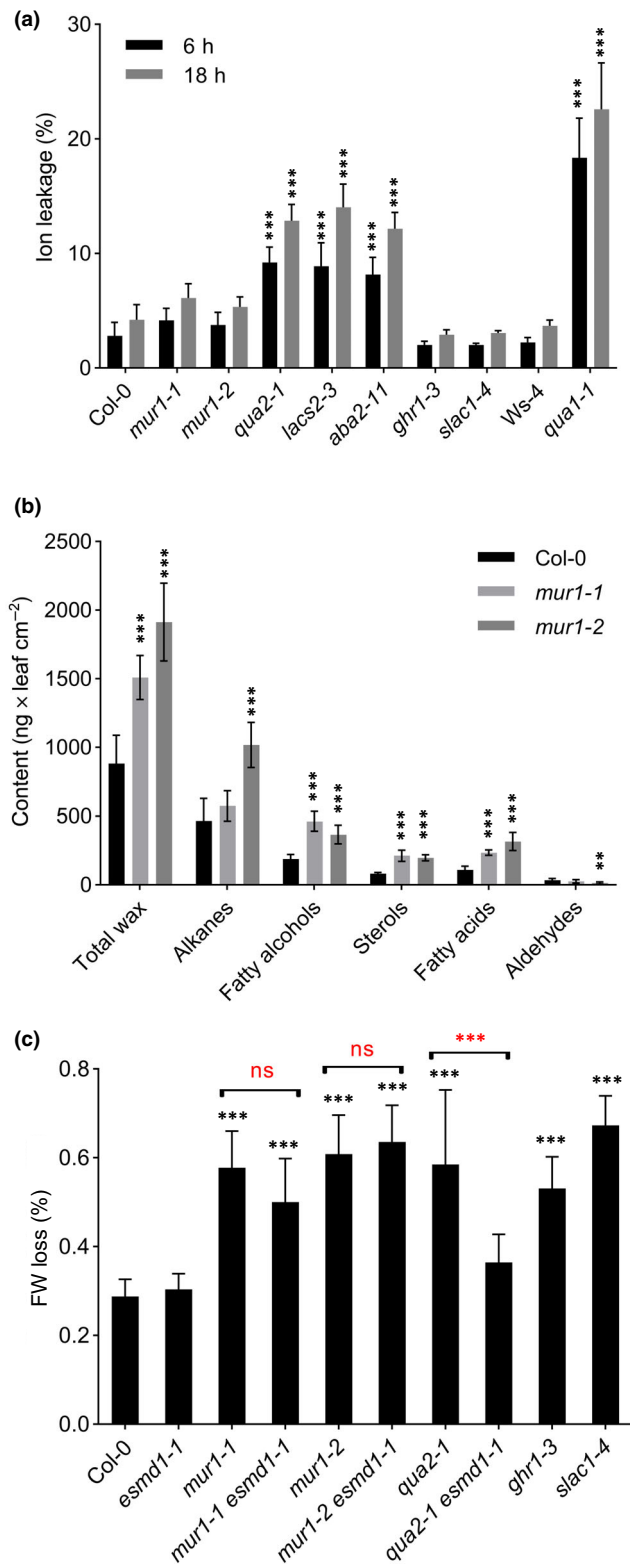 (a)
30
20
10
0
Ion leakage (%)
6 h
18 h
*** *** *** *** *** *** *** ***
Col-0 mur1-1 mur1-2 qua2-1 lacs2-3 aba2-11 ghr1-3 slac1-4 Ws-4 qua1-1
(b)
2500
2000
1500
1000
500
0
Content (ng × leaf cm−2)
Col-0
mur1-1
mur1-2
*** *** *** *** *** *** *** *** *** **
Total wax Alkanes Fatty alcohols Sterols Fatty acids Aldehydes
(c)
0.8
0.6
0.4
0.2
0.0
FW loss (%)
ns ns ***
*** *** *** *** *** *** ***
Col-0 esmd1-1 mur1-1 mur1-1 esmd1-1 mur1-2 mur1-2 esmd1-1 qua2-1 qua2-1 esmd1-1 ghr1-3 slac1-4